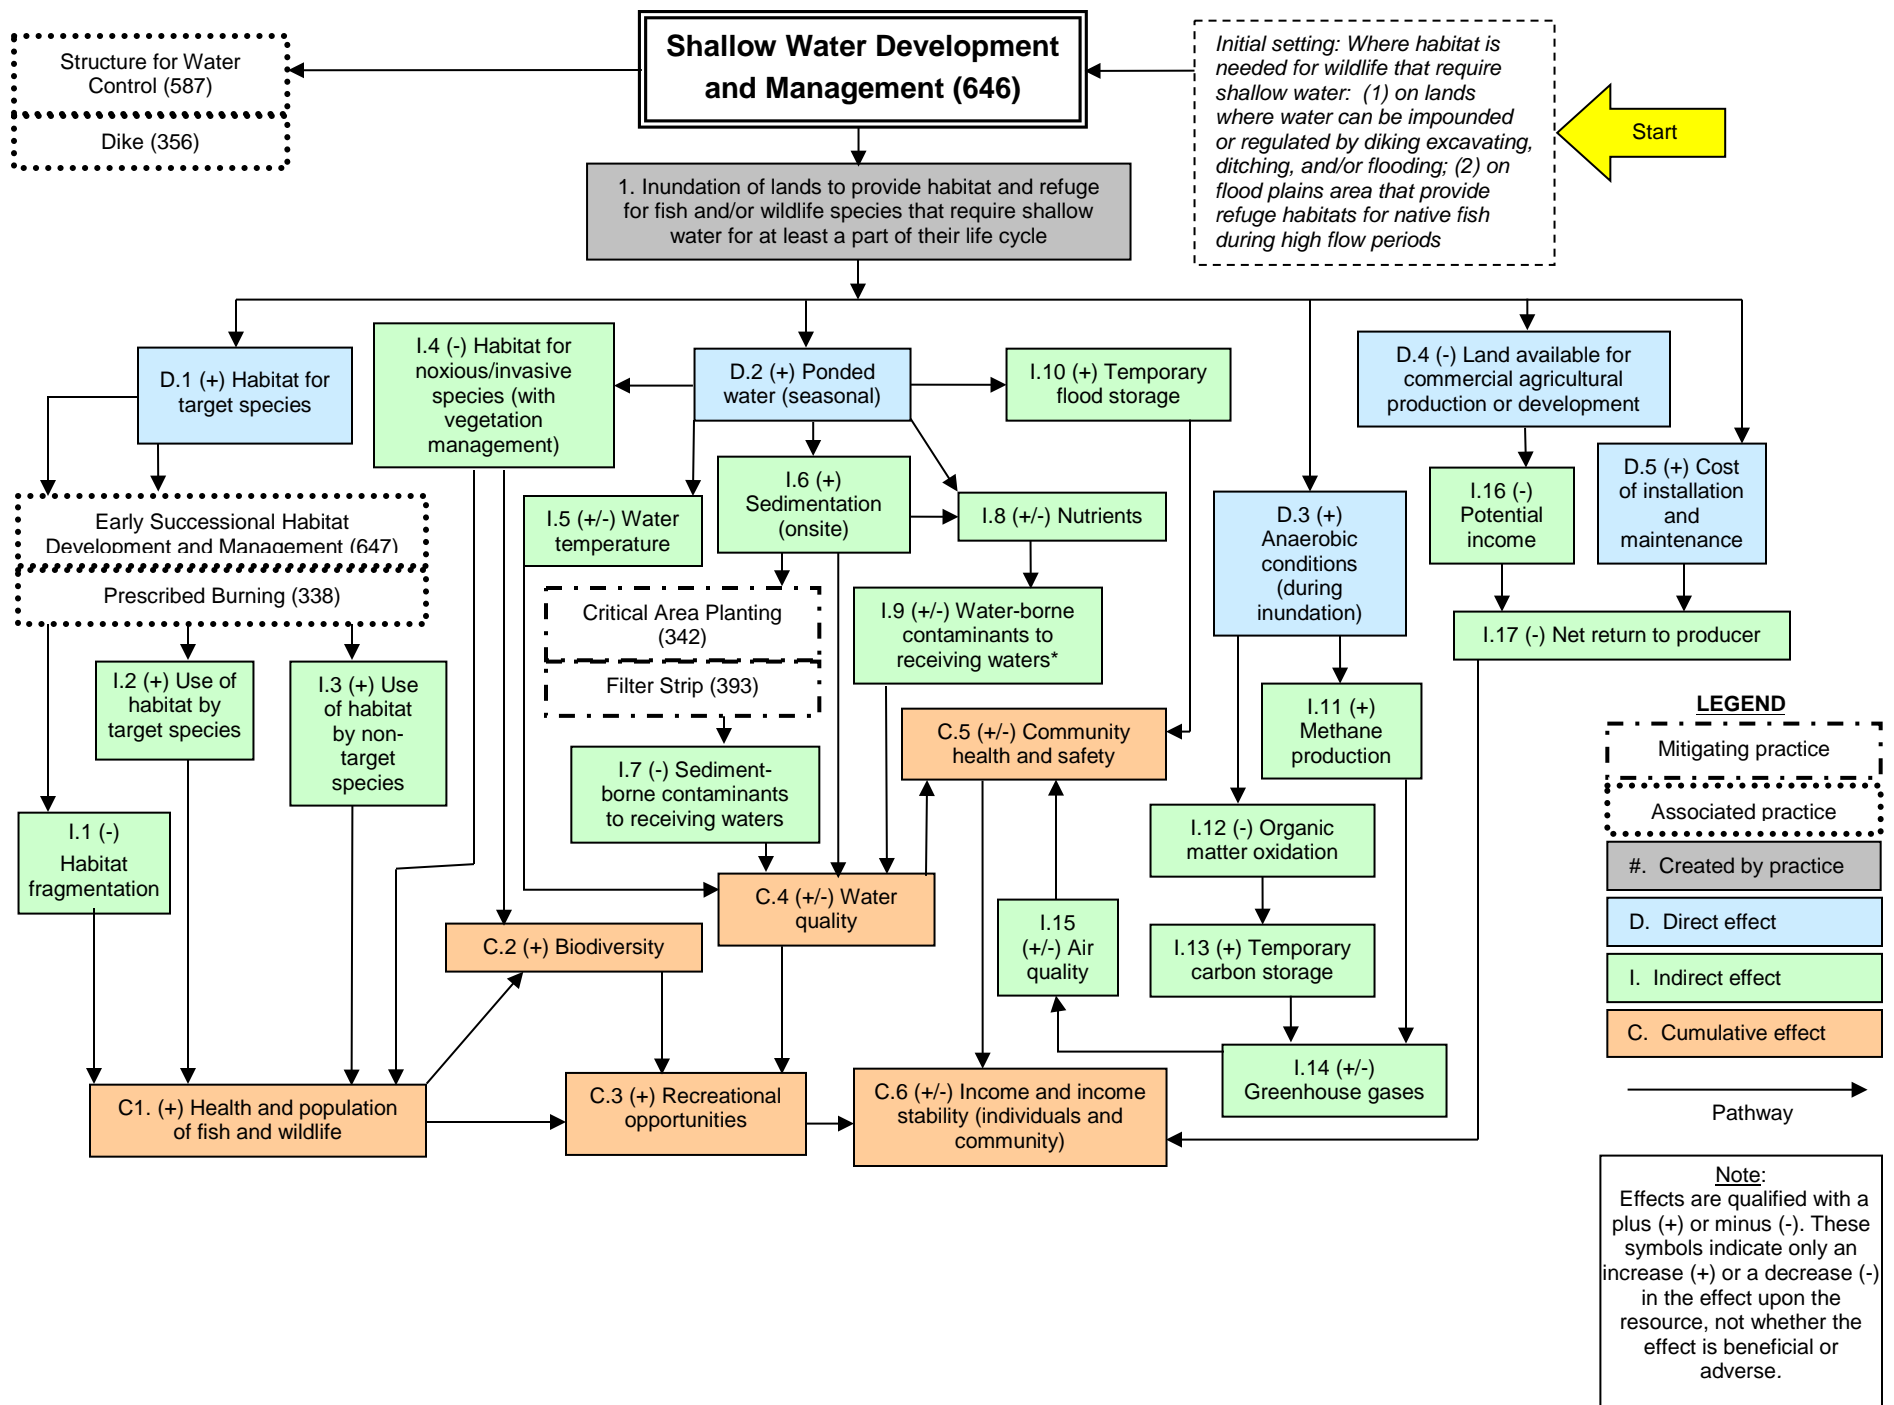 Shallow Water Development
and Management (646)
Structure for Water
Control (587)
Dike (356)
Initial setting: Where habitat is
needed for wildlife that require
shallow water:  (1) on lands
where water can be impounded
or regulated by diking excavating,
ditching, and/or flooding; (2) on
flood plains area that provide
refuge habitats for native fish
during high flow periods
Start
1. Inundation of lands to provide habitat and refuge
for fish and/or wildlife species that require shallow
water for at least a part of their life cycle
D.1 (+) Habitat for
target species
I.4 (-) Habitat for
noxious/invasive
species (with
vegetation
management)
D.2 (+) Ponded
water (seasonal)
I.10 (+) Temporary
flood storage
D.4 (-) Land available for
commercial agricultural
production or development
D.5 (+) Cost
of installation
and
maintenance
I.16 (-)
Potential
income
D.3 (+)
Anaerobic
conditions
(during
inundation)
I.5 (+/-) Water
temperature
I.6 (+)
Sedimentation
(onsite)
I.8 (+/-) Nutrients
Early Successional Habitat
Development and Management (647)
Prescribed Burning (338)
Critical Area Planting
(342)
Filter Strip (393)
I.9 (+/-) Water-borne
contaminants to
receiving waters*
I.17 (-) Net return to producer
I.2 (+) Use of
habitat by
target species
I.3 (+) Use
of habitat
by non-
target
species
I.7 (-) Sediment-
borne contaminants
to receiving waters
C.5 (+/-) Community
health and safety
I.11 (+)
Methane
production
I.1 (-)
Habitat
fragmentation
I.12 (-) Organic
matter oxidation
C.4 (+/-) Water
quality
C.2 (+) Biodiversity
I.15
(+/-) Air
quality
I.13 (+) Temporary
carbon storage
I.14 (+/-)
Greenhouse gases
C1. (+) Health and population
of fish and wildlife
C.3 (+) Recreational
opportunities
C.6 (+/-) Income and income
stability (individuals and
community)
LEGEND
Mitigating practice
Associated practice
#.  Created by practice
D.  Direct effect
I.  Indirect effect
C.  Cumulative effect
Pathway
Note:
Effects are qualified with a
plus (+) or minus (-). These
symbols indicate only an
increase (+) or a decrease (-)
in the effect upon the
resource, not whether the
effect is beneficial or
adverse.